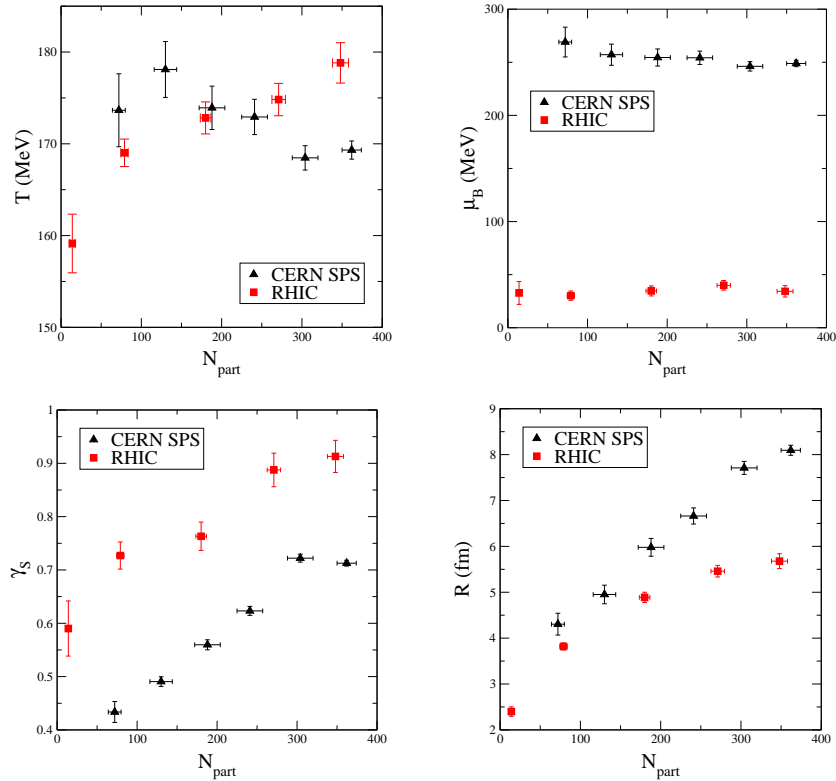 180
170
160
150
T (MeV)
0
100
200
300
400
N_part
CERN SPS
RHIC
300
200
100
0
μ_B (MeV)
0
100
200
300
400
N_part
CERN SPS
RHIC
1
0.9
0.8
0.7
0.6
0.5
0.4
γ_S
0
100
200
300
400
N_part
CERN SPS
RHIC
9
8
7
6
5
4
3
2
R (fm)
0
100
200
300
400
N_part
CERN SPS
RHIC